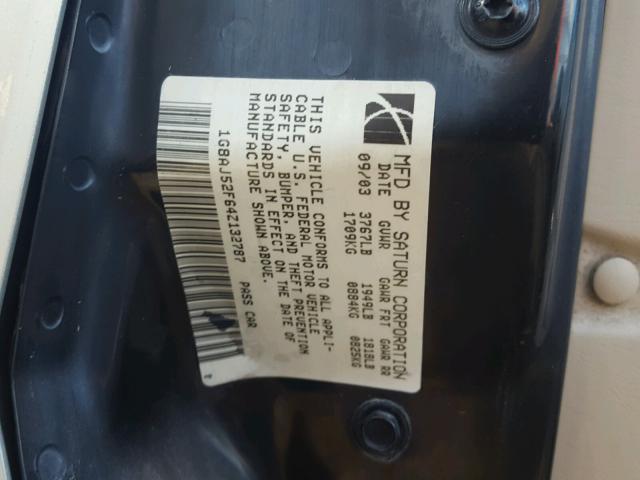 MFD BY SATURN CORPORATION
DATE GVWR GAWR FRT GAWR RR
09/03 3767LB 1949LB 1818LB
1709KG 0884KG 0825KG
THIS VEHICLE CONFORMS TO ALL APPLI-
CABLE U.S. FEDERAL MOTOR VEHICLE
SAFETY, BUMPER, AND THEFT PREVENTION
STANDARDS IN EFFECT ON THE DATE OF
MANUFACTURE SHOWN ABOVE.
1G8AJ52F64Z132787 PASS CAR